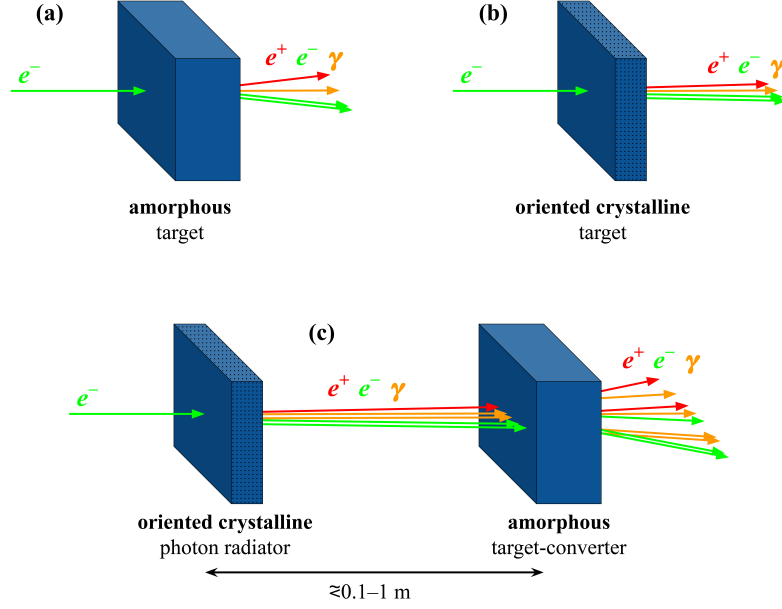 (a)
e⁻
e⁺ e⁻ γ
amorphous
target
(b)
e⁻
e⁺ e⁻ γ
oriented crystalline
target
(c)
e⁻
e⁺ e⁻ γ
e⁺ e⁻ γ
oriented crystalline
photon radiator
amorphous
target-converter
≂0.1–1 m